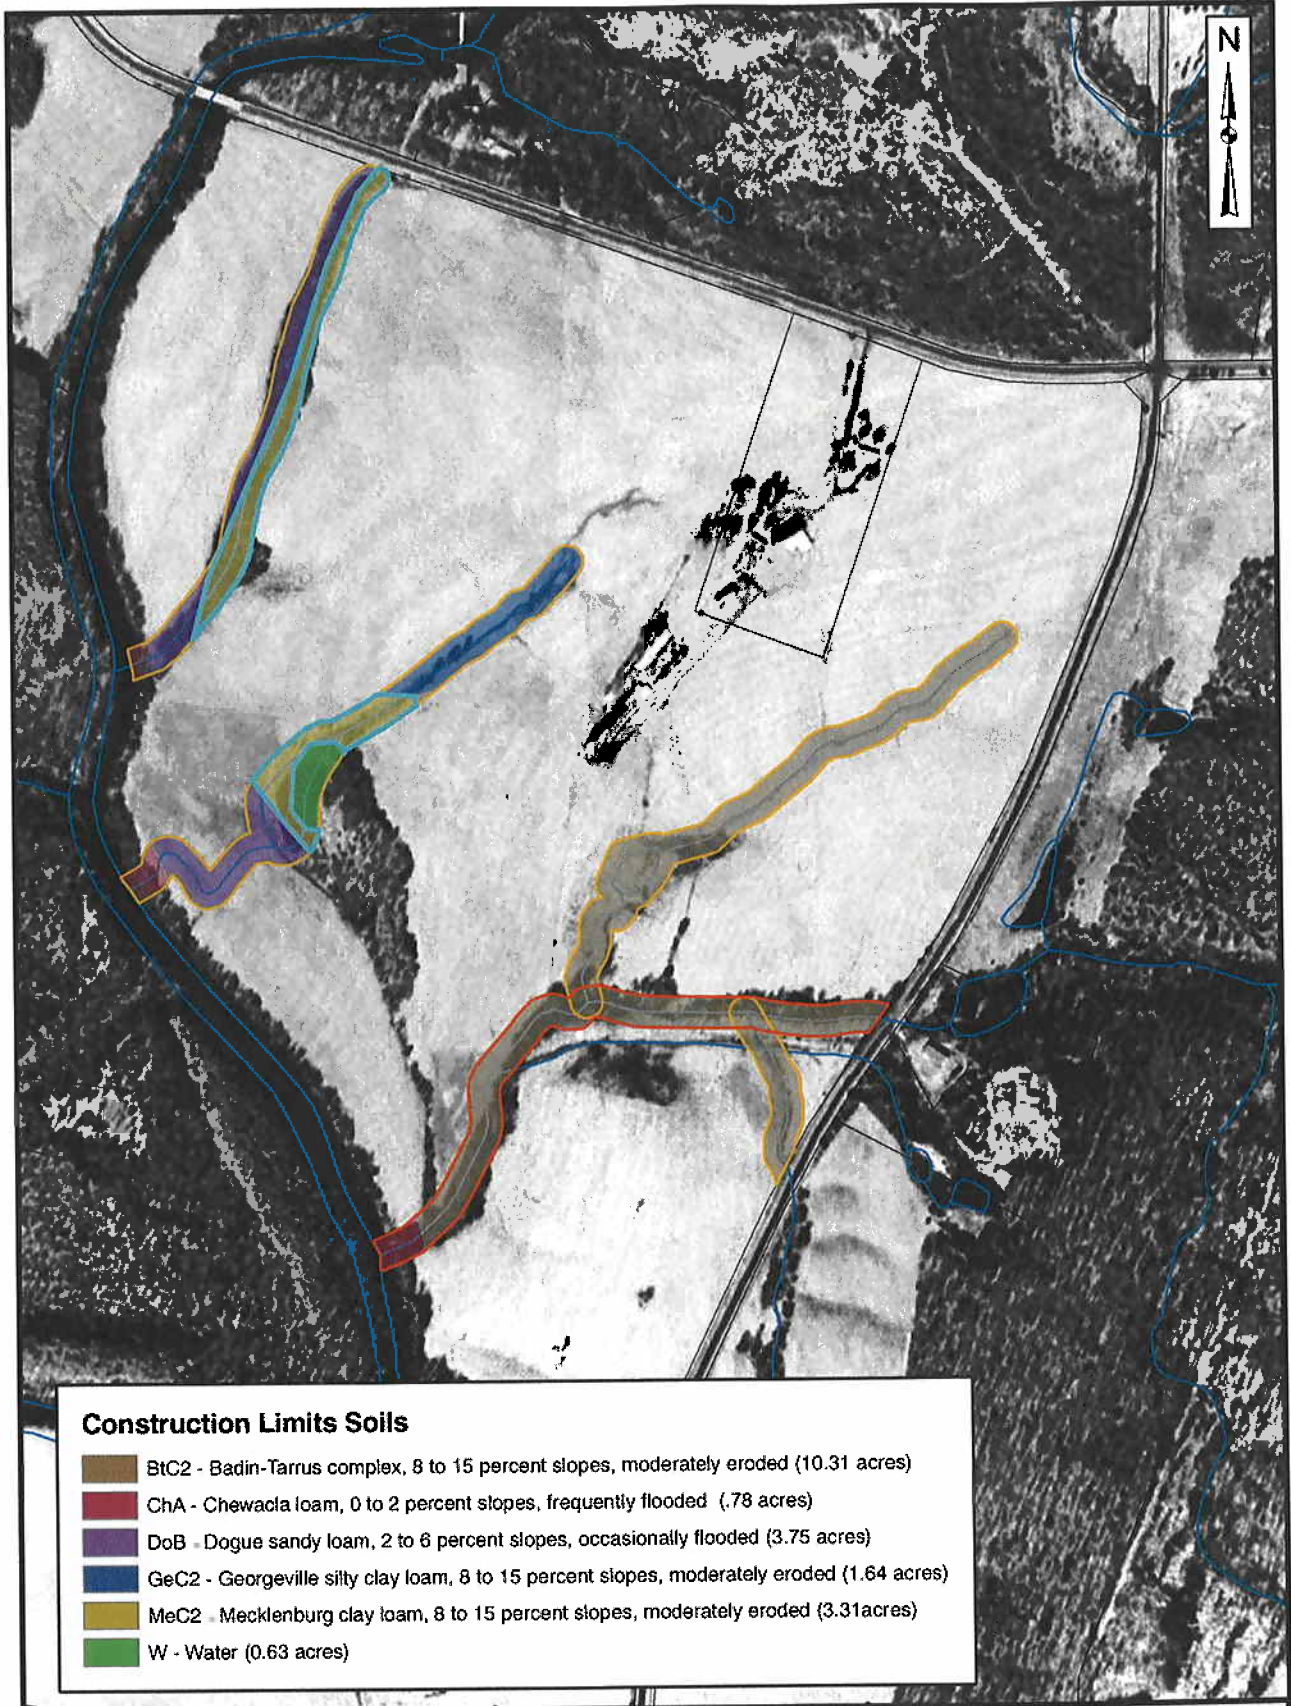 N
Construction Limits Soils
BtC2 - Badin-Tarrus complex, 8 to 15 percent slopes, moderately eroded (10.31 acres)
ChA - Chewacla loam, 0 to 2 percent slopes, frequently flooded (.78 acres)
DoB - Dogue sandy loam, 2 to 6 percent slopes, occasionally flooded (3.75 acres)
GeC2 - Georgeville silty clay loam, 8 to 15 percent slopes, moderately eroded (1.64 acres)
MeC2 - Mecklenburg clay loam, 8 to 15 percent slopes, moderately eroded (3.31acres)
W - Water (0.63 acres)